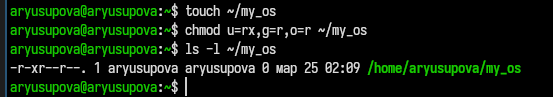 aryusupova@aryusupova:~$ touch ~/my_os
aryusupova@aryusupova:~$ chmod u=rx,g=r,o=r ~/my_os
aryusupova@aryusupova:~$ ls -l ~/my_os
-r-xr--r--. 1 aryusupova aryusupova 0 мар 25 02:09 /home/aryusupova/my_os
aryusupova@aryusupova:~$